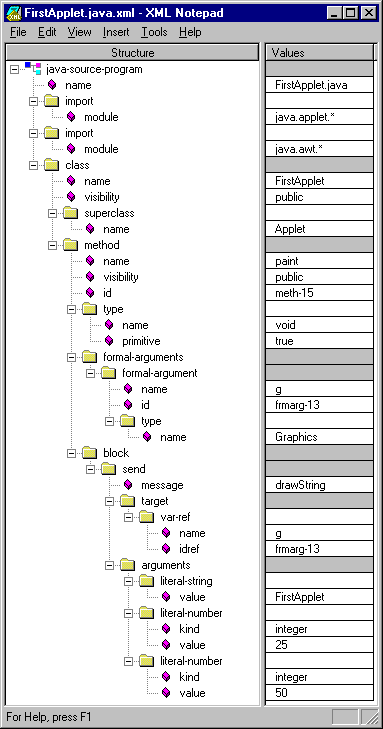 FirstApplet.java.xml - XML Notepad
File Edit View Insert Tools Help
Structure Values
java-source-program
name FirstApplet.java
import
module java.applet.*
import
module java.awt.*
class
name FirstApplet
visibility public
superclass
name Applet
method
name paint
visibility public
id meth-15
type
name void
primitive true
formal-arguments
formal-argument
name g
id frmarg-13
type
name Graphics
block
send
message drawString
target
var-ref
name g
idref frmarg-13
arguments
literal-string
value FirstApplet
literal-number
kind integer
value 25
literal-number
kind integer
value 50
For Help, press F1